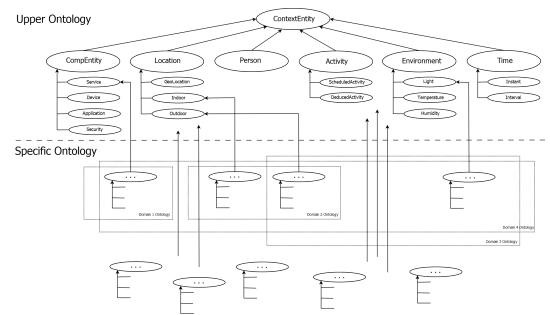 Upper Ontology
ContextEntity
CompEntity Location Person Activity Environment Time
Service GeoLocation ScheduledActivity Light Instant
Device Indoor DeducedActivity Temperature Interval
Application Outdoor Humidity
Security
Specific Ontology
. . . . . . . . . . . .
Domain 1 Ontology Domain 2 Ontology
Domain 4 Ontology
Domain 3 Ontology
. . . . . . . . . . . . . . .